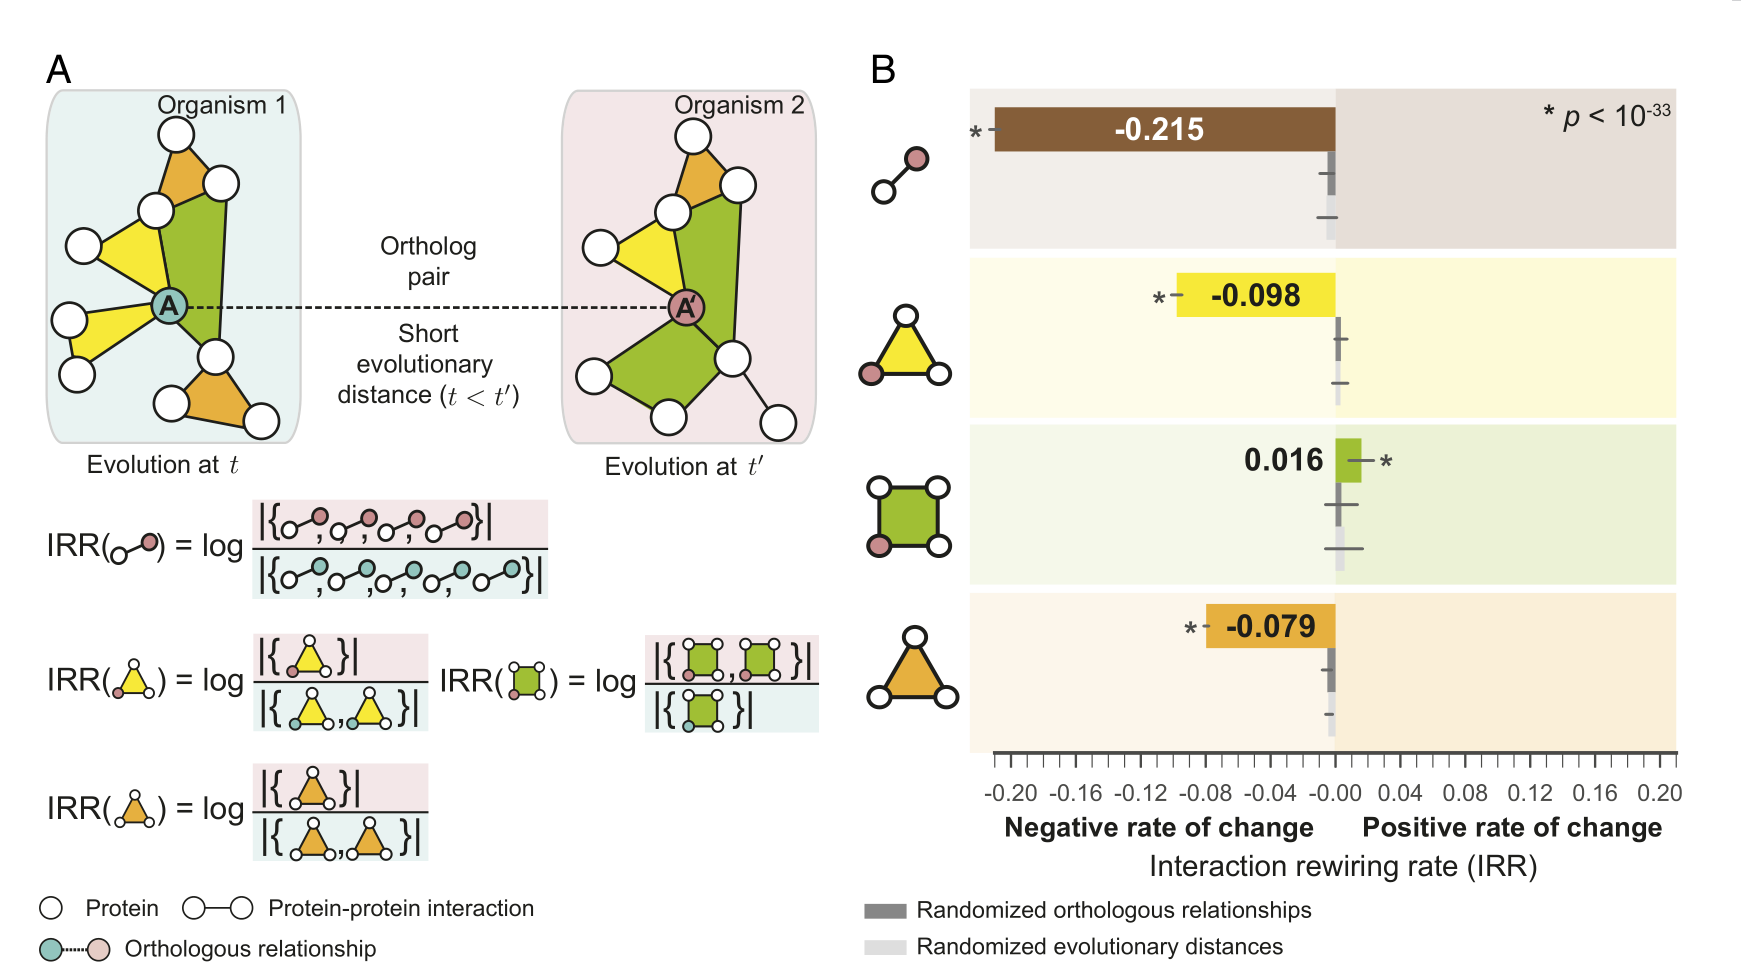 A
Organism 1
Organism 2
A
A′
Ortholog
pair
Short
evolutionary
distance (t < t′)
Evolution at t
Evolution at t′
IRR( ) = log |{ , , , }|
|{ , , , , }|
IRR( ) = log |{ }|
|{ , }|
IRR( ) = log |{ , }|
|{ }|
IRR( ) = log |{ }|
|{ , }|
Protein
Protein-protein interaction
Orthologous relationship
B
* p < 10-33
* -0.215
* -0.098
0.016 *
* -0.079
-0.20 -0.16 -0.12 -0.08 -0.04 -0.00 0.04 0.08 0.12 0.16 0.20
Negative rate of change Positive rate of change
Interaction rewiring rate (IRR)
Randomized orthologous relationships
Randomized evolutionary distances